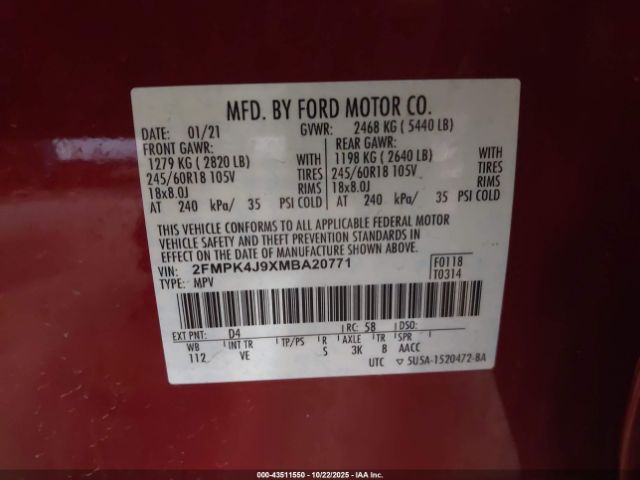 MFD. BY FORD MOTOR CO.
DATE: 01/21 GVWR: 2468 KG ( 5440 LB)
FRONT GAWR: REAR GAWR:
1279 KG ( 2820 LB) WITH 1198 KG ( 2640 LB) WITH
245/60R18 105V TIRES 245/60R18 105V TIRES
18x8.0J RIMS 18x8.0J RIMS
AT 240 kPa/ 35 PSI COLD AT 240 kPa/ 35 PSI COLD
THIS VEHICLE CONFORMS TO ALL APPLICABLE FEDERAL MOTOR
VEHICLE SAFETY AND THEFT PREVENTION STANDARDS IN
EFFECT ON THE DATE OF MANUFACTURE SHOWN ABOVE.
VIN: 2FMPK4J9XMBA20771 F0118
TYPE: MPV T0314
EXT PNT: D4 RC: 58 DSO:
WB INT TR TP/PS R AXLE TR SPR
112 VE S 3K 8 AACC
UTC ▽ 5U5A-1520472-BA
000-43511550 - 10/22/2025 - IAA Inc.